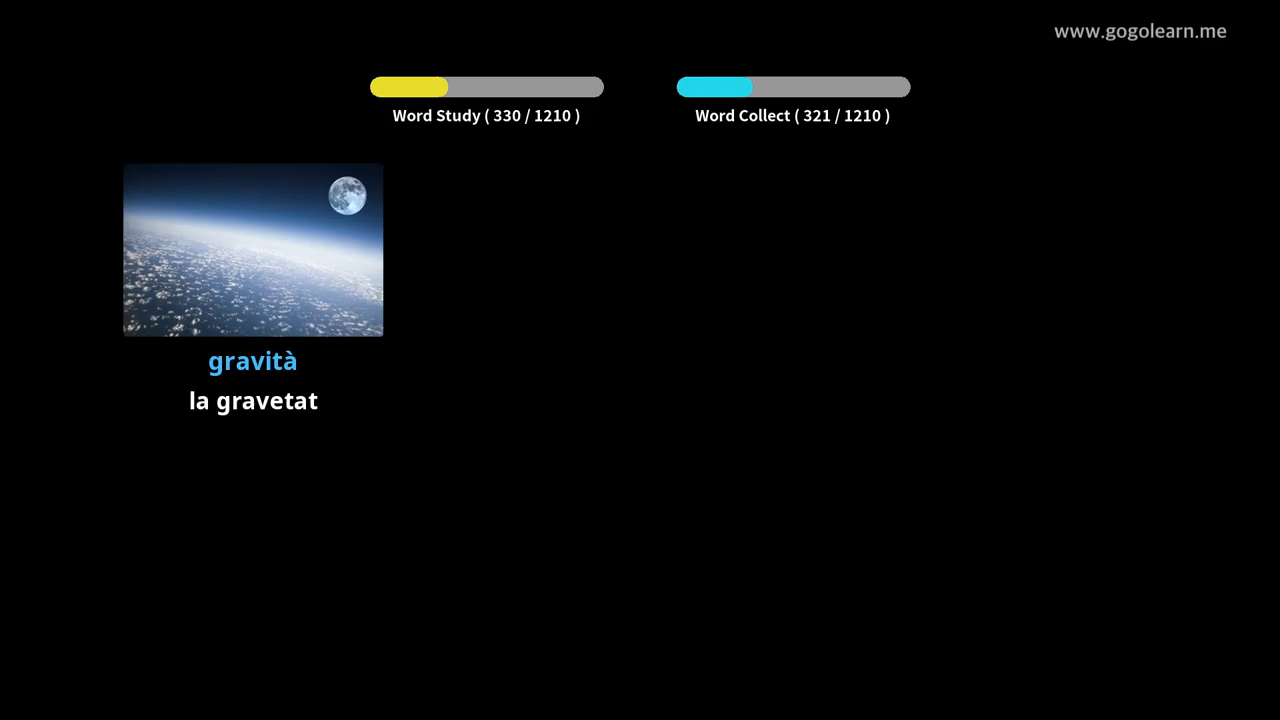 www.gogolearn.me
Word Study ( 330 / 1210 )
Word Collect ( 321 / 1210 )
gravità
la gravetat